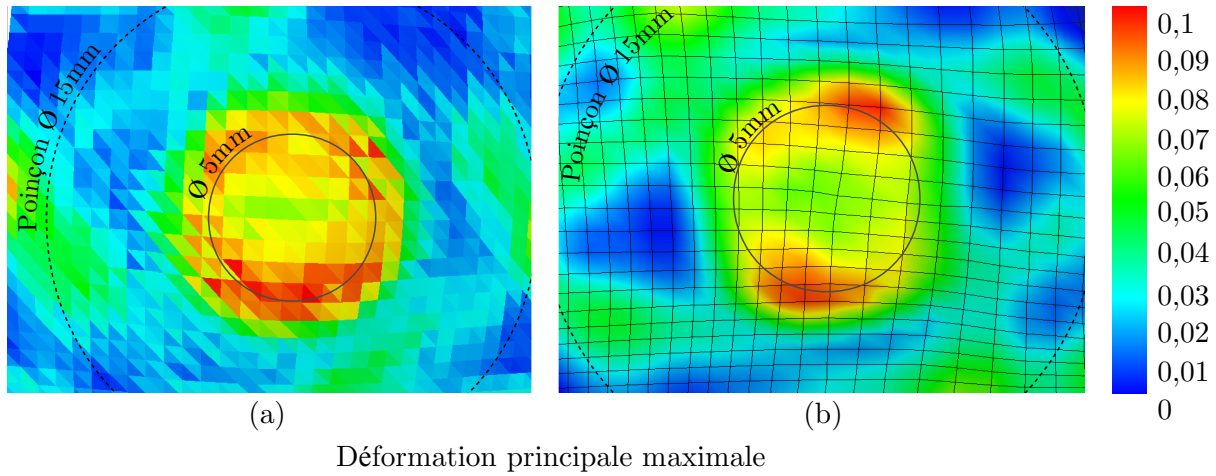 Poinçon Ø 15mm
Ø 5mm
(a)
Poinçon Ø 15mm
Ø 5mm
(b)
0,1
0,09
0,08
0,07
0,06
0,05
0,04
0,03
0,02
0,01
0
Déformation principale maximale